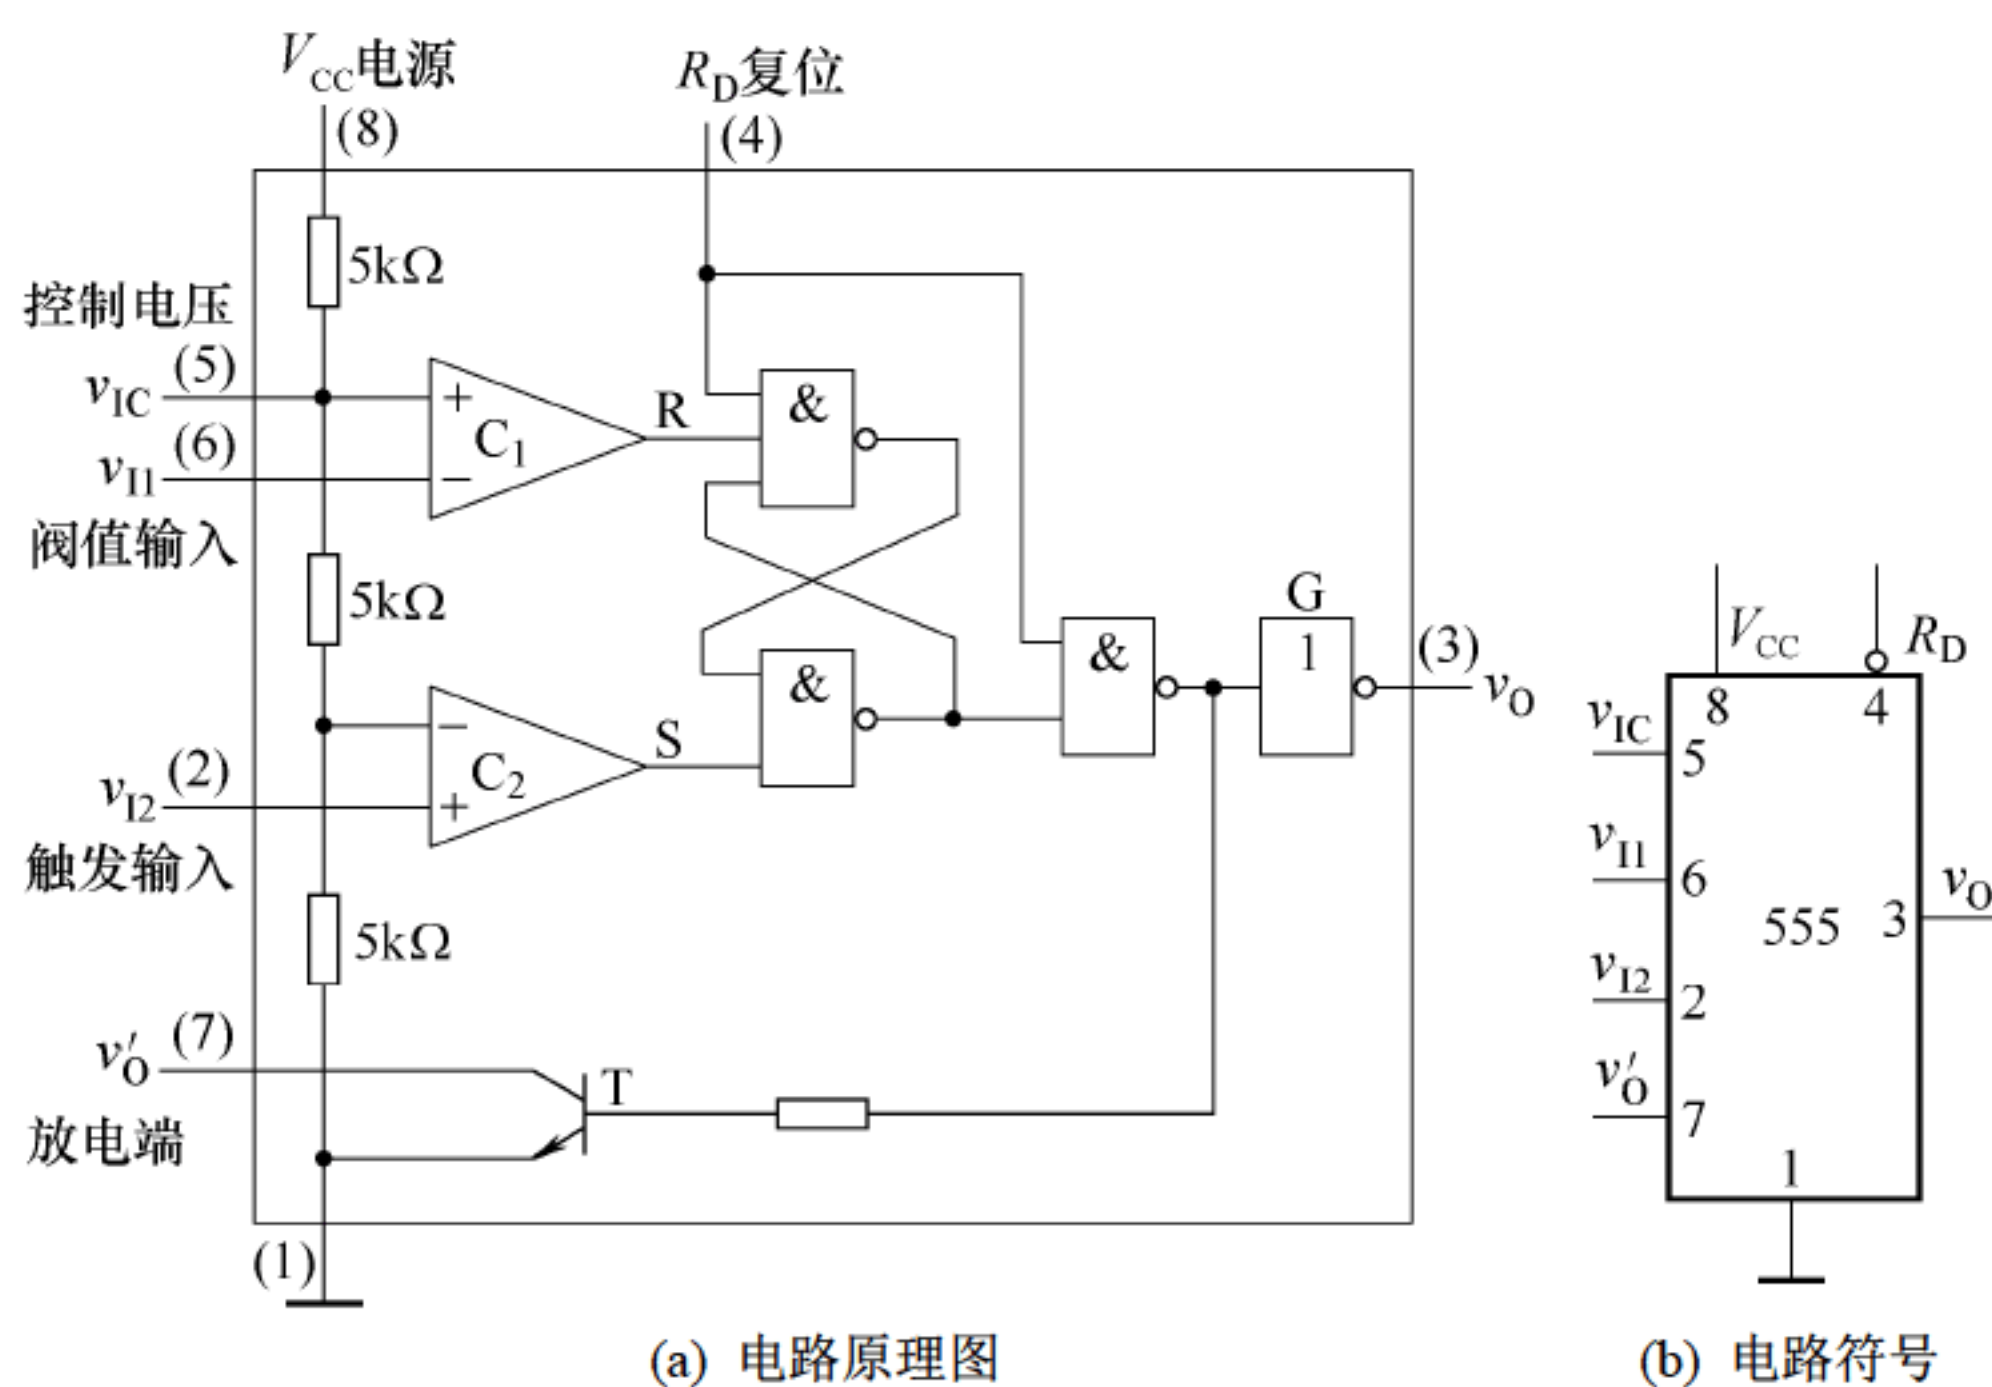 V_CC电源
(8)
R_D复位
(4)
5kΩ
控制电压
v_IC (5)
+
C_1
R
&
v_I1 (6)
−
阀值输入
5kΩ
G
&
1
(3)
v_O
&
−
C_2
S
v_I2 (2)
+
触发输入
5kΩ
v′_O (7)
T
放电端
(1)
(a) 电路原理图
V_CC
R_D
8
4
v_IC
5
v_I1
6
555
3
v_O
v_I2
2
v′_O
7
1
(b) 电路符号